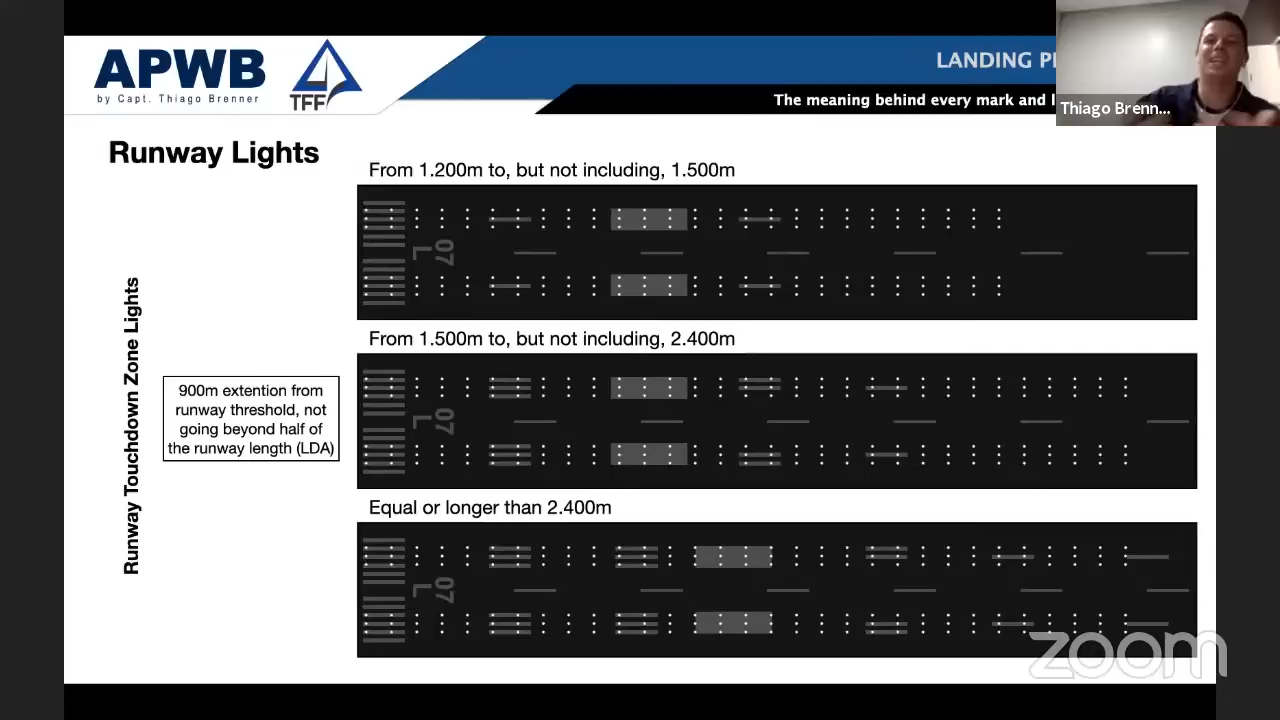 APWB
by Capt. Thiago Brenner
TFF
LANDING P
The meaning behind every mark and l
Thiago Brenn...
Runway Lights
From 1.200m to, but not including, 1.500m
07
L
From 1.500m to, but not including, 2.400m
07
L
Equal or longer than 2.400m
07
L
Runway Touchdown Zone Lights
900m extention from
runway threshold, not
going beyond half of
the runway length (LDA)
zoom